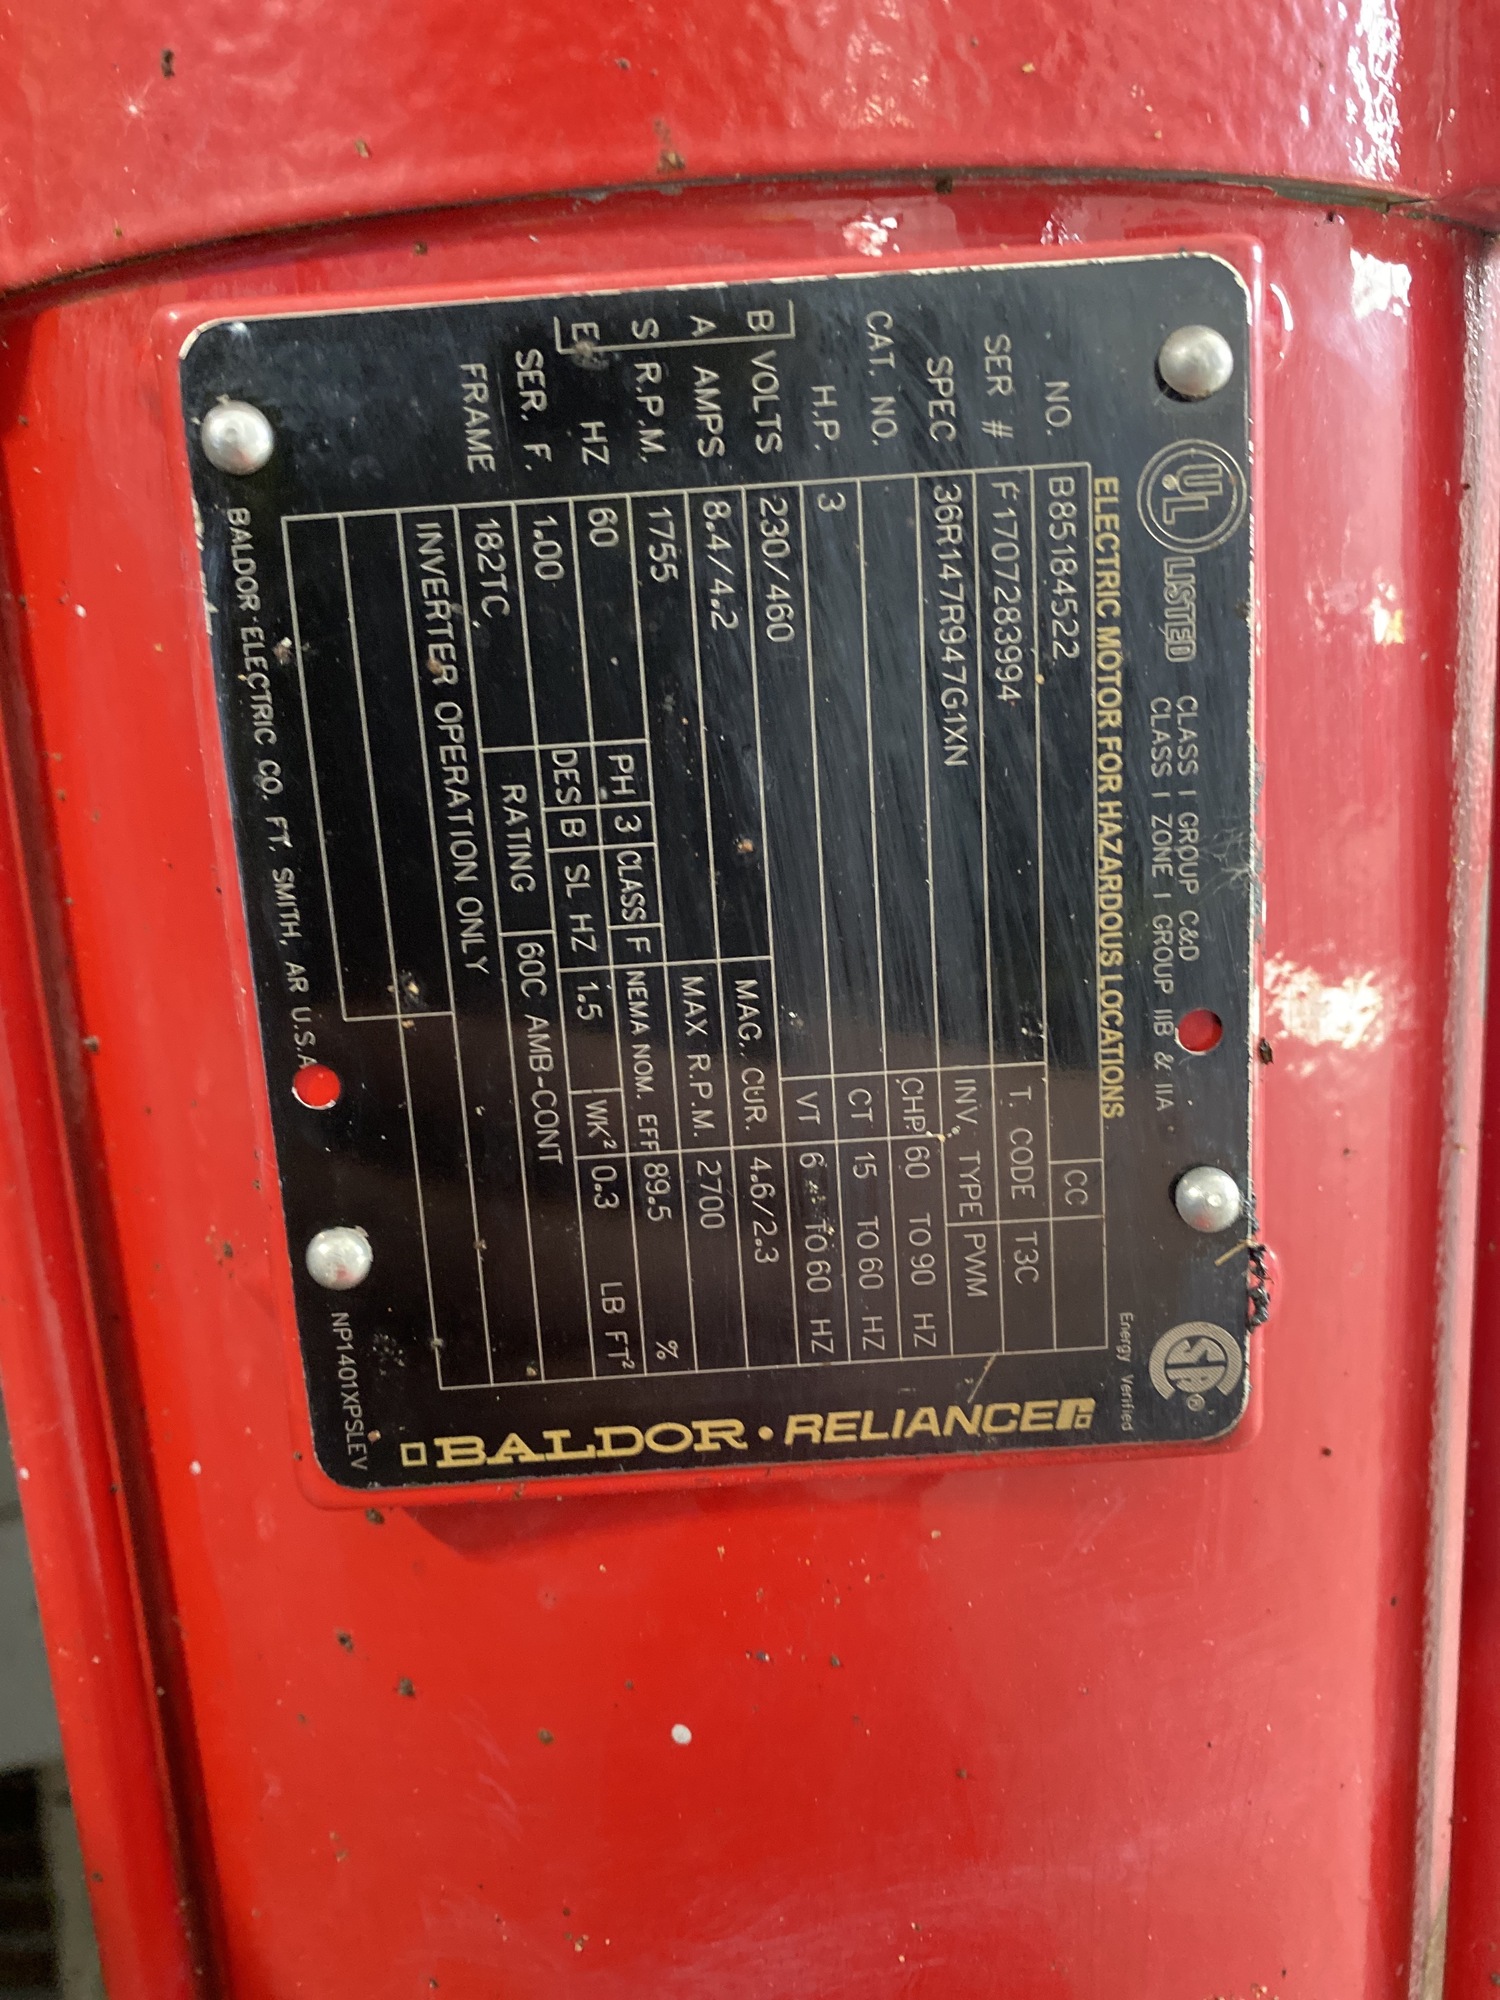 UL LISTED CLASS I GROUP C&D
CLASS I ZONE I GROUP IIB & IIA
Energy Verified
SA®
ELECTRIC MOTOR FOR HAZARDOUS LOCATIONS
NO. B85184522 CC
SER # F1707283994 T. CODE T3C
SPEC 36R147R947G1XN INV. TYPE PWM
CAT. NO. CHP 60 TO 90 HZ
H.P. 3 CT 15 TO 60 HZ
VT 6 TO 60 HZ
B VOLTS 230/460 MAG. CUR. 4.6/2.3
A AMPS 8.4/4.2 MAX R.P.M. 2700
S R.P.M. 1755 NEMA NOM. EFF 89.5 %
E HZ 60 PH 3 CLASS F WK² 0.3 LB FT²
SER. F. 1.00 DES B SL HZ 1.5
FRAME 182TC RATING 60C AMB-CONT
INVERTER OPERATION ONLY
BALDOR • RELIANCE
BALDOR ELECTRIC CO. FT. SMITH, AR U.S.A.
NP1401XPSLEV